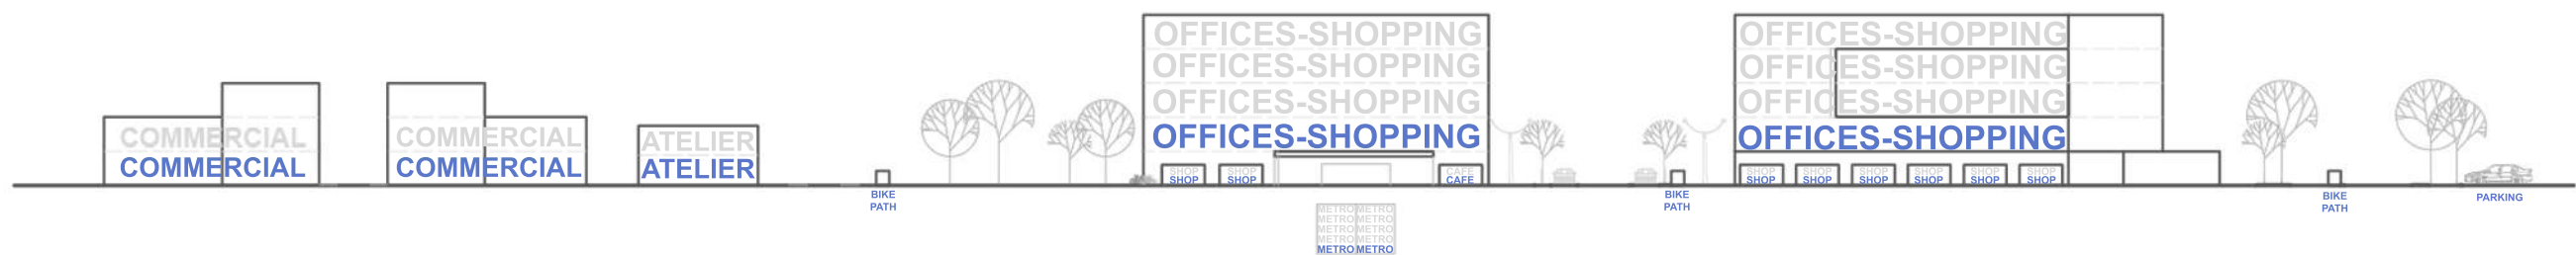 OFFICES-SHOPPING
OFFICES-SHOPPING
OFFICES-SHOPPING
OFFICES-SHOPPING
OFFICES-SHOPPING
OFFICES-SHOPPING
OFFICES-SHOPPING
OFFICES-SHOPPING
COMMERCIAL
COMMERCIAL
COMMERCIAL
COMMERCIAL
ATELIER
ATELIER
SHOP SHOP CAFE
SHOP SHOP CAFE
SHOP SHOP SHOP SHOP SHOP SHOP
SHOP SHOP SHOP SHOP SHOP SHOP
BIKE
PATH
METRO METRO
METRO METRO
METRO METRO
METRO METRO
METRO METRO
BIKE
PATH
BIKE
PATH
PARKING